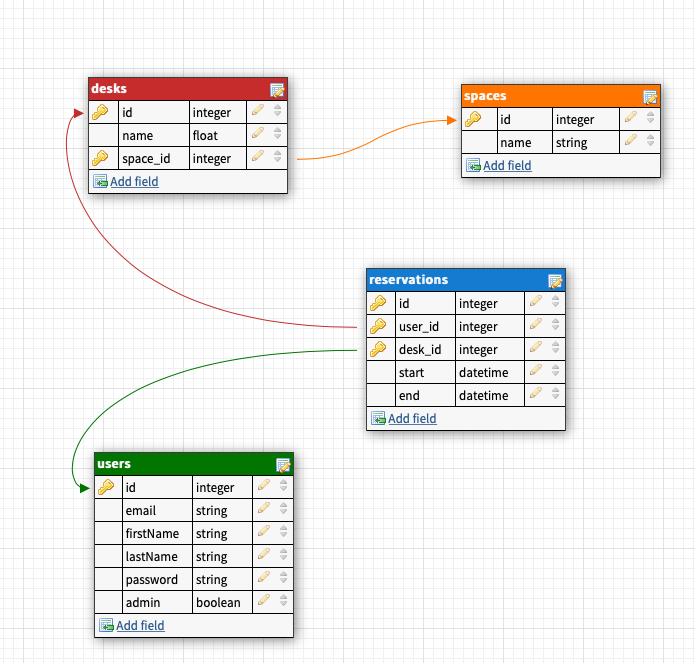 desks
id integer
name float
space_id integer
Add field
spaces
id integer
name string
Add field
reservations
id integer
user_id integer
desk_id integer
start datetime
end datetime
Add field
users
id integer
email string
firstName string
lastName string
password string
admin boolean
Add field